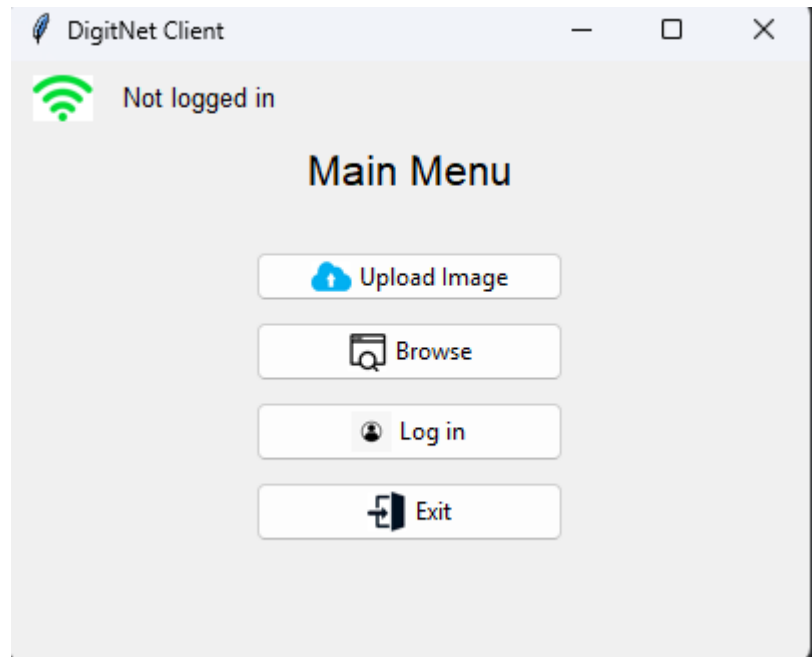 DigitNet Client
Not logged in
Main Menu
Upload Image
Browse
Log in
Exit